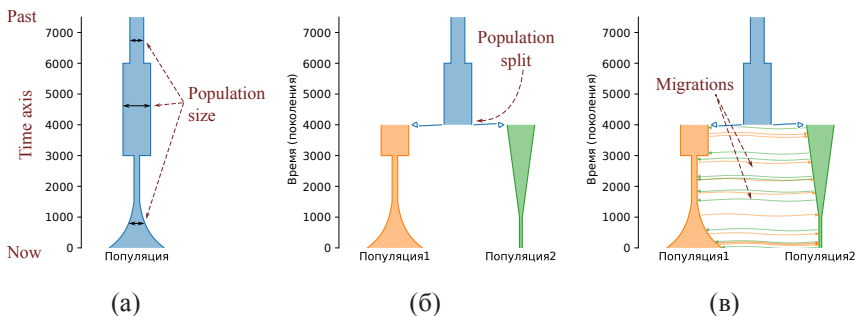 Past
Time axis
Now
7000
6000
5000
4000
3000
2000
1000
0
Population
size
Популяция
(а)
Время (поколения)
7000
6000
5000
4000
3000
2000
1000
0
Population
split
Популяция1
Популяция2
(б)
Время (поколения)
7000
6000
5000
4000
3000
2000
1000
0
Migrations
Популяция1
Популяция2
(в)